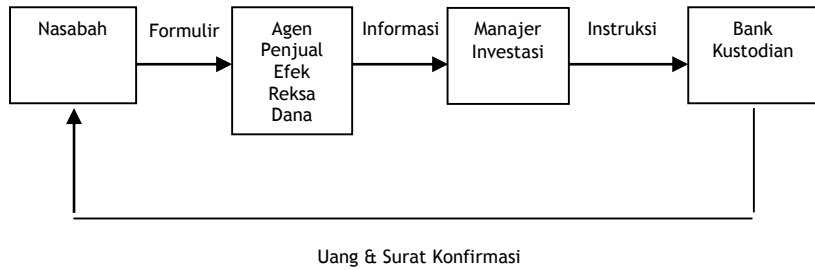 Nasabah
Formulir
Agen
Penjual
Efek
Reksa
Dana
Informasi
Manajer
Investasi
Instruksi
Bank
Kustodian
Uang & Surat Konfirmasi